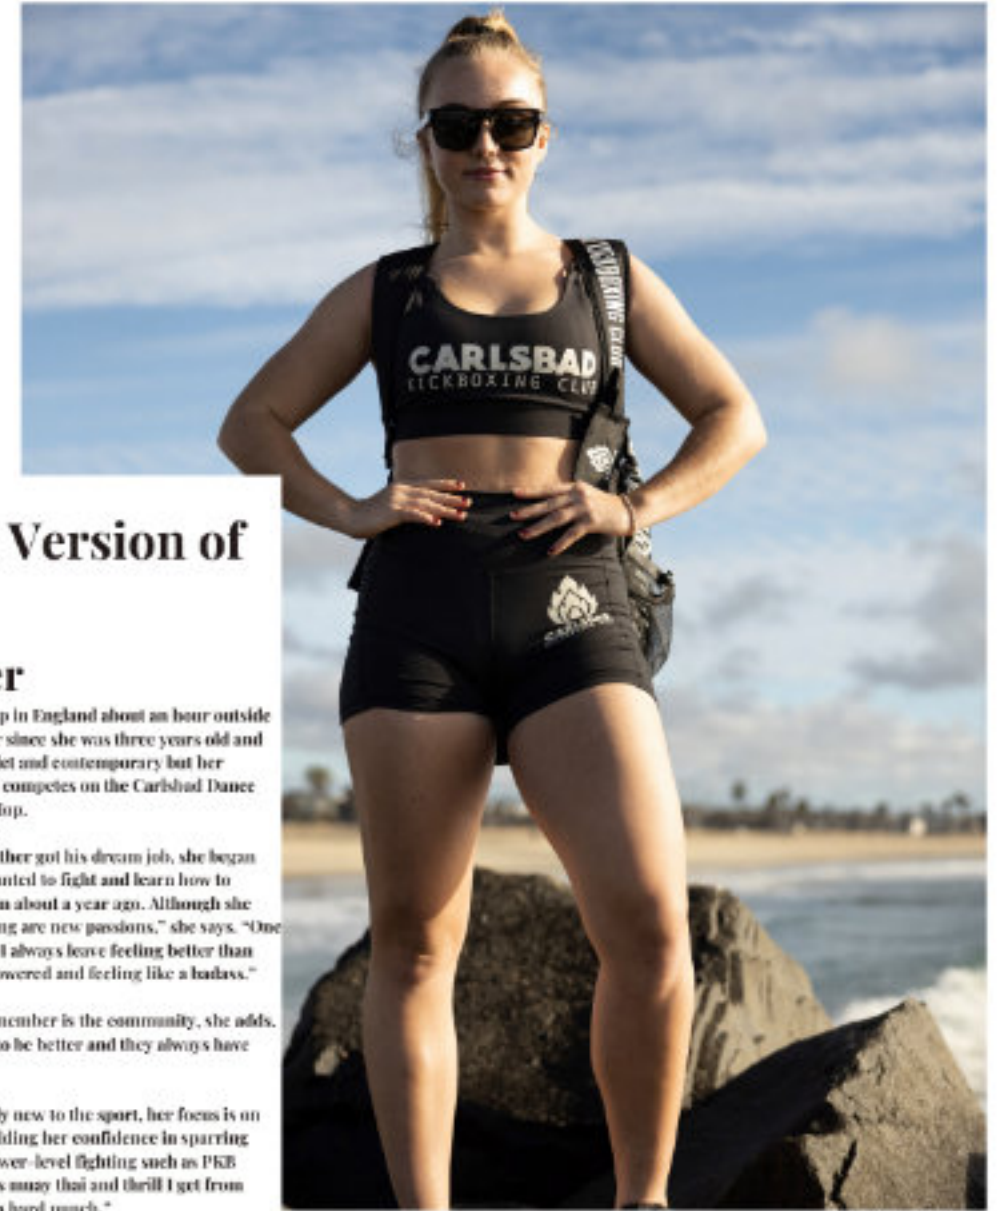 CARLSBAD
KICKBOXING CLUB
KICKBOXING CLUB
Version of
er
p in England about an hour outside
r since she was three years old and
let and contemporary but her
competes on the Carlsbad Dance
ther got his dream job, she began
nted to fight and learn how to
n about a year ago. Although she
ng are new passions,” she says. “One
I always leave feeling better than
owered and feeling like a badass.”
member is the community, she adds.
to be better and they always have
ly new to the sport, her focus is on
lding her confidence in sparring
wer-level fighting such as PKB
s muay thai and thrill I get from
a hard punch.”